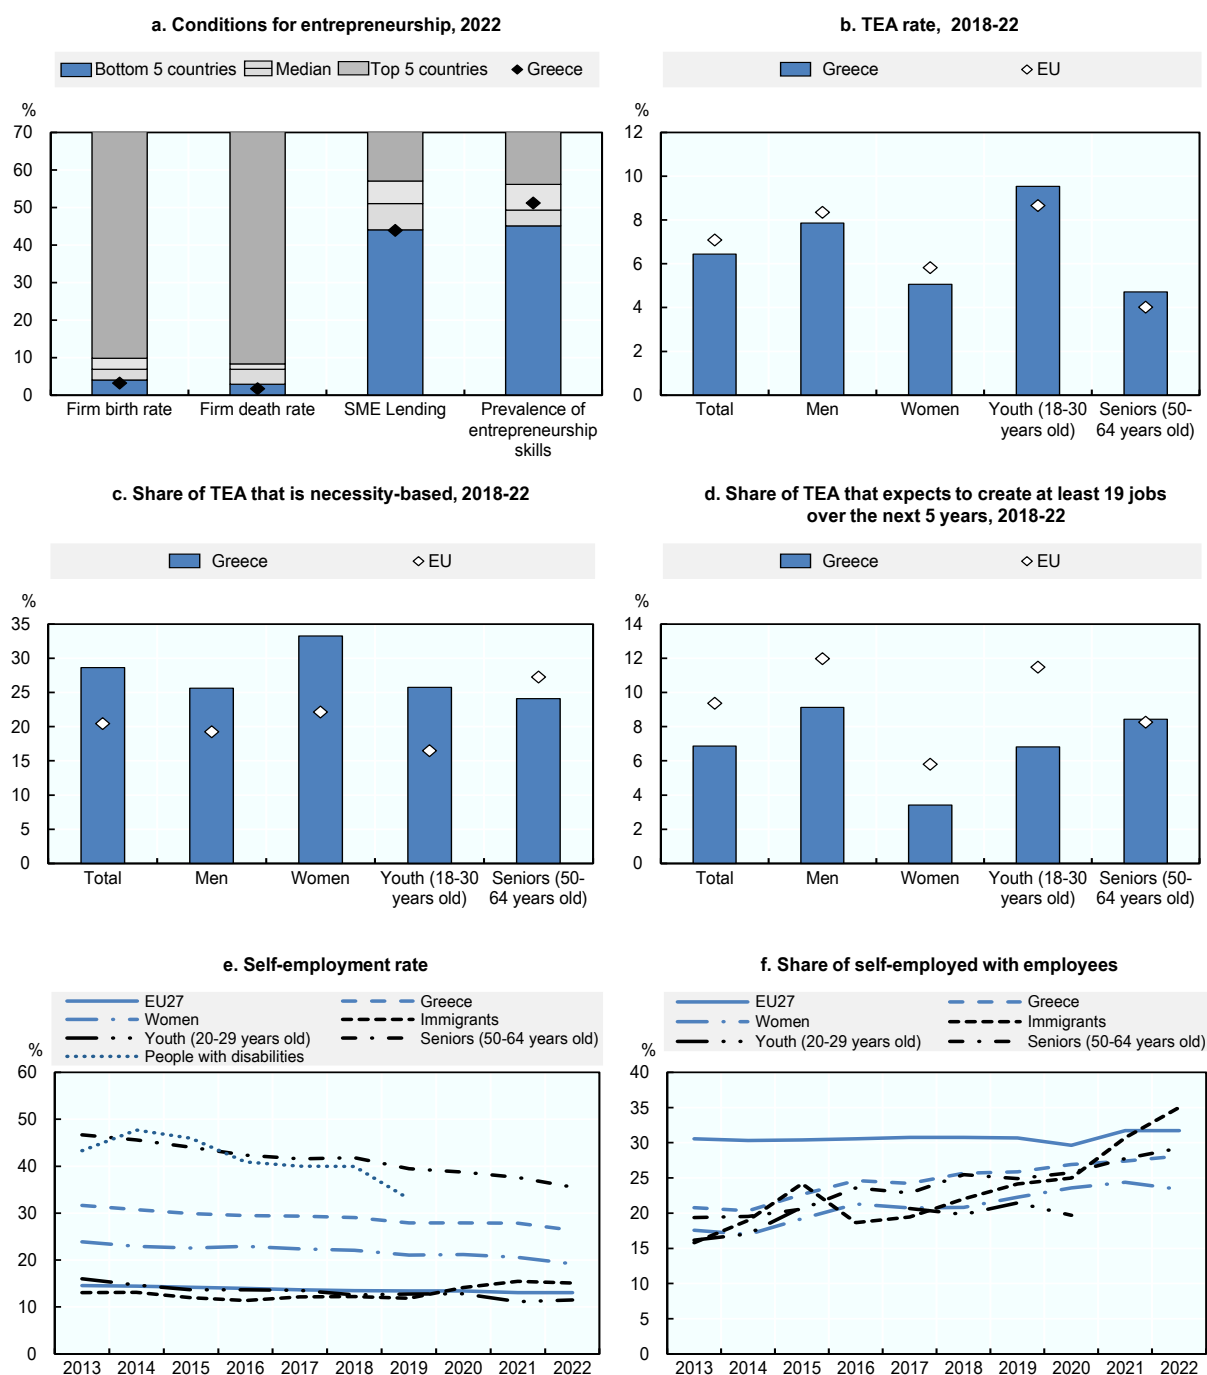 a. Conditions for entrepreneurship, 2022
Bottom 5 countries
Median
Top 5 countries
Greece
%
70
60
50
40
30
20
10
0
Firm birth rate
Firm death rate
SME Lending
Prevalence of
entrepreneurship
skills
b. TEA rate, 2018-22
Greece
EU
%
12
10
8
6
4
2
0
Total
Men
Women
Youth (18-30
years old)
Seniors (50-
64 years old)
c. Share of TEA that is necessity-based, 2018-22
Greece
EU
%
35
30
25
20
15
10
5
0
Total
Men
Women
Youth (18-30
years old)
Seniors (50-
64 years old)
d. Share of TEA that expects to create at least 19 jobs
over the next 5 years, 2018-22
Greece
EU
%
14
12
10
8
6
4
2
0
Total
Men
Women
Youth (18-30
years old)
Seniors (50-
64 years old)
e. Self-employment rate
EU27
Greece
Women
Immigrants
Youth (20-29 years old)
Seniors (50-64 years old)
People with disabilities
%
60
50
40
30
20
10
0
2013 2014 2015 2016 2017 2018 2019 2020 2021 2022
f. Share of self-employed with employees
EU27
Greece
Women
Immigrants
Youth (20-29 years old)
Seniors (50-64 years old)
%
40
35
30
25
20
15
10
5
0
2013 2014 2015 2016 2017 2018 2019 2020 2021 2022